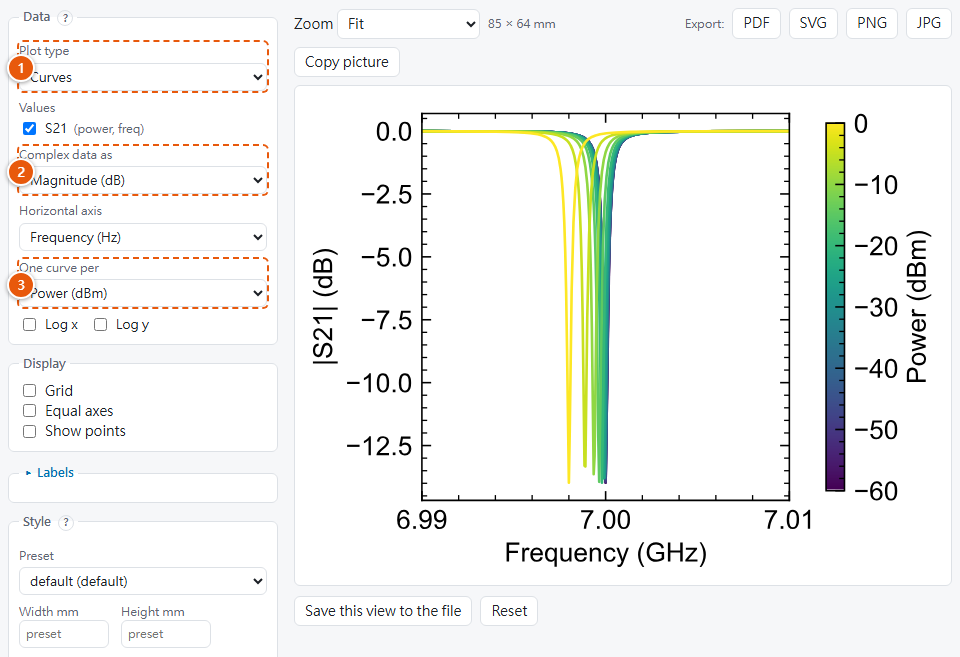 Data ?
Plot type
1
Curves
Values
S21 (power, freq)
Complex data as
2
Magnitude (dB)
Horizontal axis
Frequency (Hz)
One curve per
3
Power (dBm)
Log x Log y
Display
Grid
Equal axes
Show points
▸ Labels
Style ?
Preset
default (default)
Width mm Height mm
preset preset
Zoom Fit 85 × 64 mm Export: PDF SVG PNG JPG
Copy picture
0.0
−2.5
−5.0
−7.5
−10.0
−12.5
|S21| (dB)
6.99 7.00 7.01
Frequency (GHz)
0
−10
−20
−30
−40
−50
−60
Power (dBm)
Save this view to the file Reset